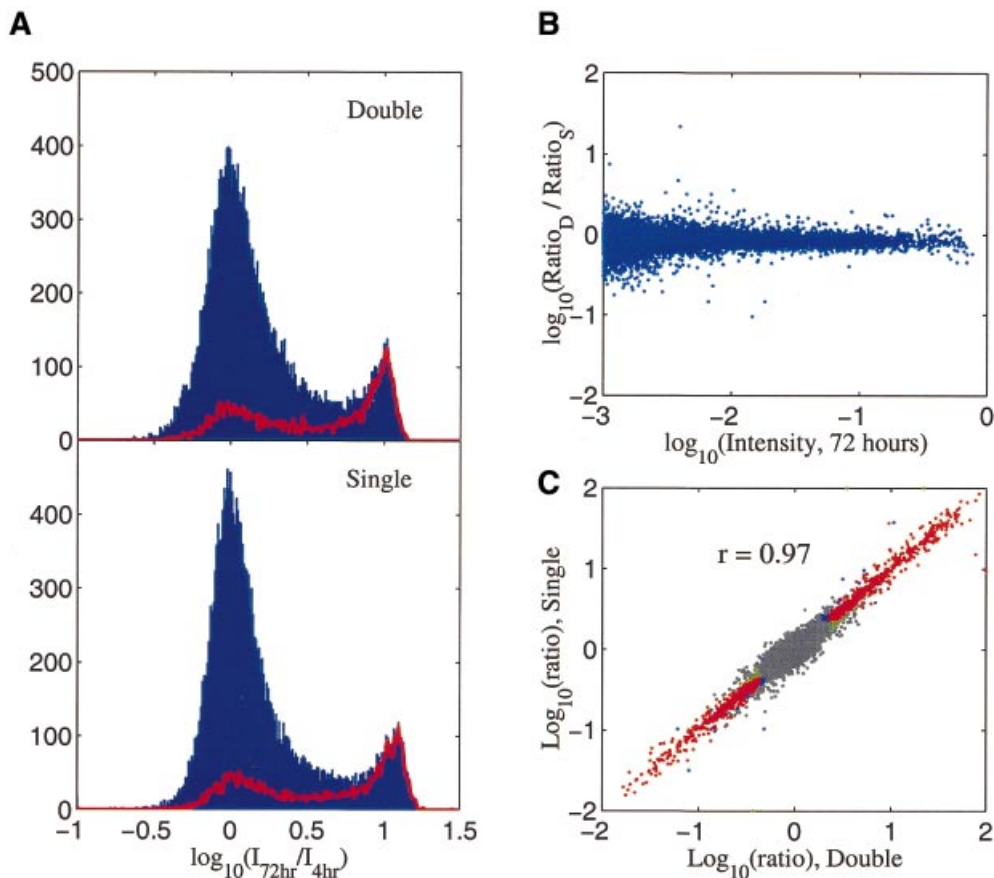 A
500
400
300
200
100
0
Double
400
300
200
100
0
Single
−1 −0.5 0 0.5 1 1.5
log10(I72hr/I4hr)
B
2
1
0
−1
−2
log10(RatioD / RatioS)
−3 −2 −1 0
log10(Intensity, 72 hours)
C
2
1
0
−1
−2
Log10(ratio), Single
r = 0.97
−2 −1 0 1 2
Log10(ratio), Double